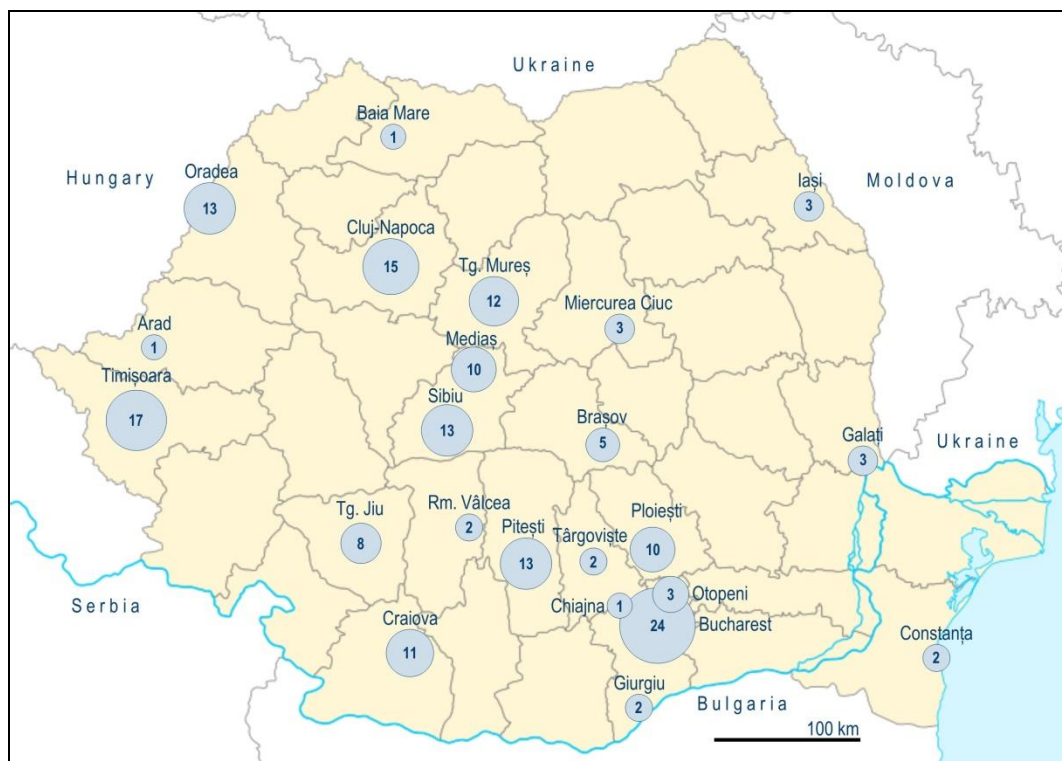 Ukraine
Baia Mare
1
Hungary
Oradea
13
Iași
3
Moldova
Cluj-Napoca
15
Tg. Mureș
12
Miercurea Ciuc
3
Arad
1
Mediaș
10
Timișoara
17
Sibiu
13
Brașov
5
Galati
3
Ukraine
Tg. Jiu
8
Rm. Vâlcea
2
Pitești
13
Târgoviște
2
Ploiești
10
Serbia
Chiajna
1
3
Otopeni
24
Bucharest
Craiova
11
Constanța
2
Giurgiu
2
Bulgaria
100 km